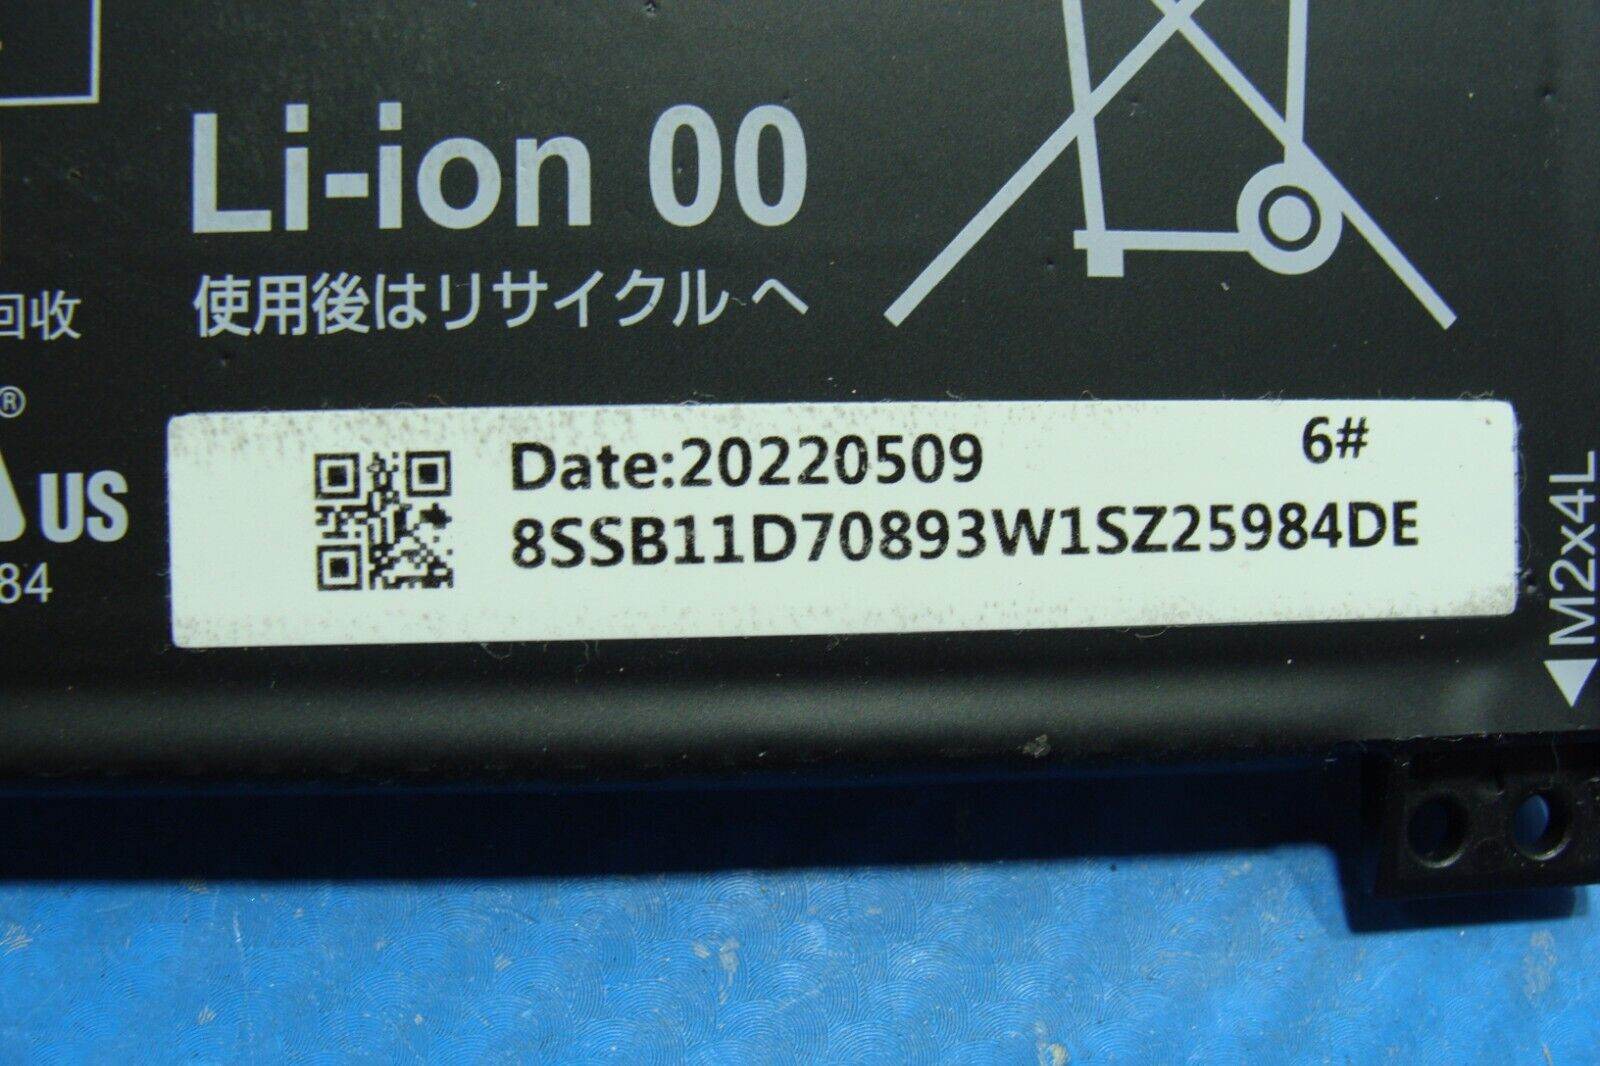 Li-ion 00
使用後はリサイクルへ
回收
®
US
84
Date:20220509
6#
8SSB11D70893W1SZ25984DE
M2x4L